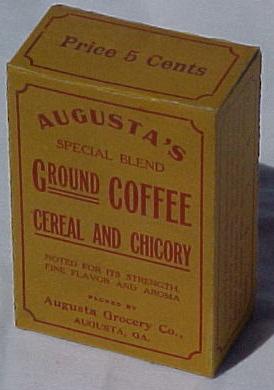 Price 5 Cents
AUGUSTA'S
SPECIAL BLEND
GROUND COFFEE
CEREAL AND CHICORY
NOTED FOR ITS STRENGTH,
FINE FLAVOR AND AROMA
PACKED BY
Augusta Grocery Co.,
AUGUSTA, GA.